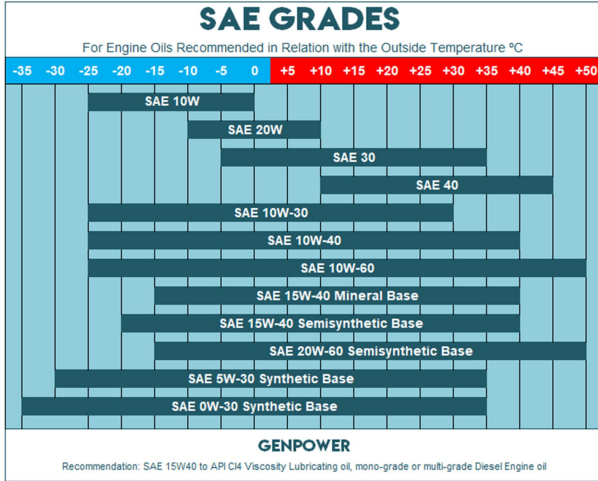 SAE GRADES
For Engine Oils Recommended in Relation with the Outside Temperature ºC
-35 -30 -25 -20 -15 -10 -5 0 +5 +10 +15 +20 +25 +30 +35 +40 +45 +50
SAE 10W
SAE 20W
SAE 30
SAE 40
SAE 10W-30
SAE 10W-40
SAE 10W-60
SAE 15W-40 Mineral Base
SAE 15W-40 Semisynthetic Base
SAE 20W-60 Semisynthetic Base
SAE 5W-30 Synthetic Base
SAE 0W-30 Synthetic Base
GENPOWER
Recommendation: SAE 15W40 to API CI4 Viscosity Lubricating oil, mono-grade or multi-grade Diesel Engine oil